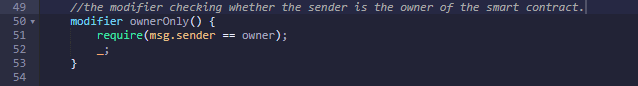 49 //the modifier checking whether the sender is the owner of the smart contract.
50 modifier ownerOnly() {
51 require(msg.sender == owner);
52 _;
53 }
54